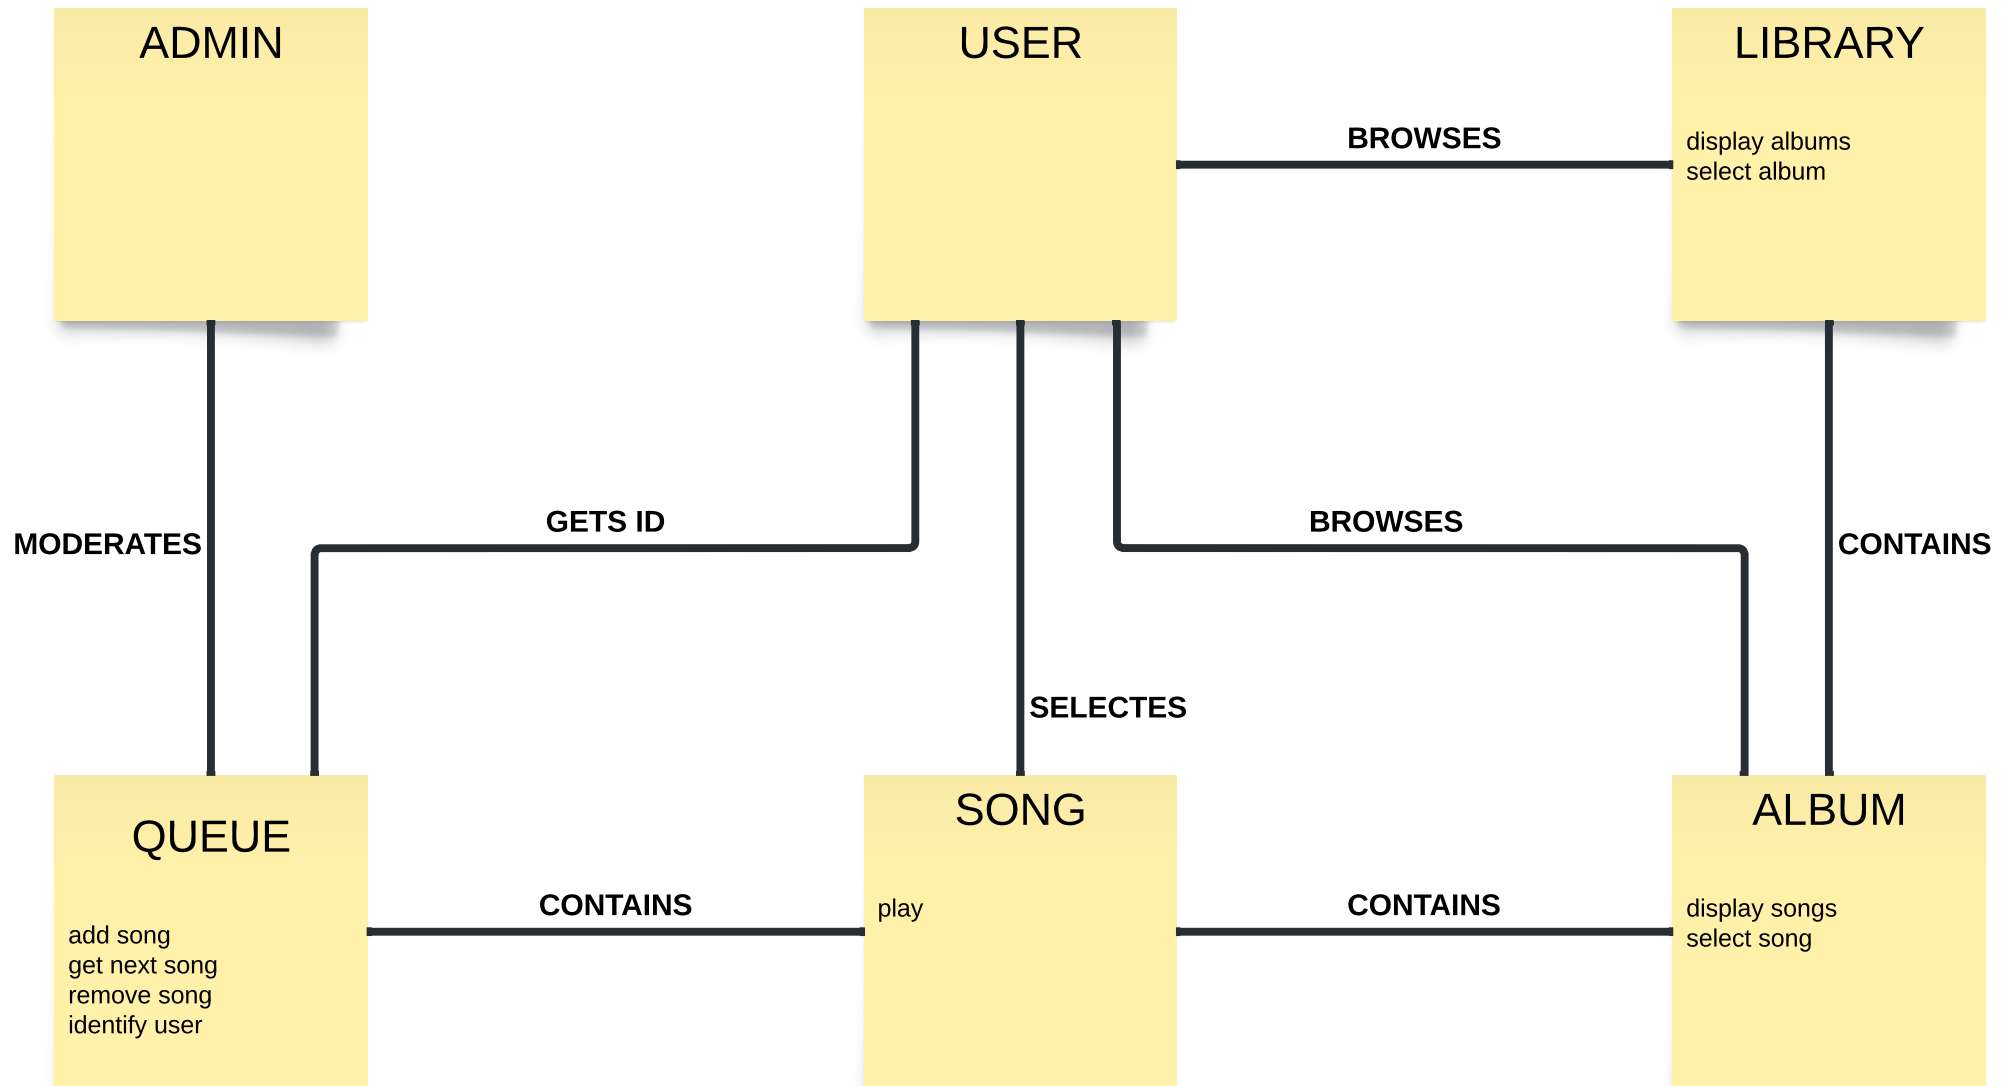 ADMIN
USER
LIBRARY
BROWSES
display albums
select album
GETS ID
BROWSES
MODERATES
CONTAINS
SELECTES
QUEUE
SONG
ALBUM
add song
get next song
remove song
identify user
CONTAINS
play
CONTAINS
display songs
select song